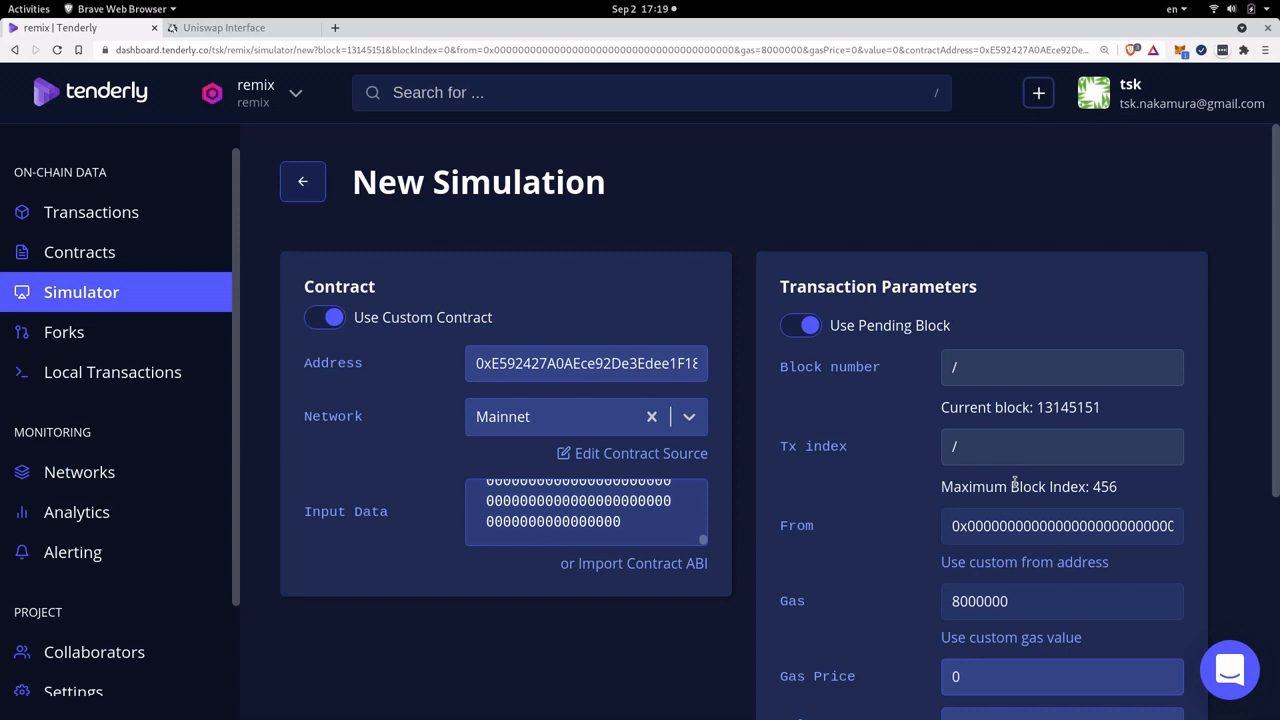 Activities
Brave Web Browser
Sep 2 17:19
en
remix | Tenderly
Uniswap Interface
dashboard.tenderly.co/tsk/remix/simulator/new?block=13145151&blockIndex=0&from=0x0000000000000000000000000000000000000000&gas=8000000&gasPrice=0&value=0&contractAddress=0xE592427A0AEce92De...
tenderly
remix
remix
Search for ...
/
tsk
tsk.nakamura@gmail.com
ON-CHAIN DATA
Transactions
Contracts
Simulator
Forks
Local Transactions
MONITORING
Networks
Analytics
Alerting
PROJECT
Collaborators
Settings
New Simulation
Contract
Use Custom Contract
Address
0xE592427A0AEce92De3Edee1F18
Network
Mainnet
Edit Contract Source
Input Data
0000000000000000000000
0000000000000000000000
0000000000000000
or Import Contract ABI
Transaction Parameters
Use Pending Block
Block number
/
Current block: 13145151
Tx index
/
Maximum Block Index: 456
From
0x0000000000000000000000000
Use custom from address
Gas
8000000
Use custom gas value
Gas Price
0